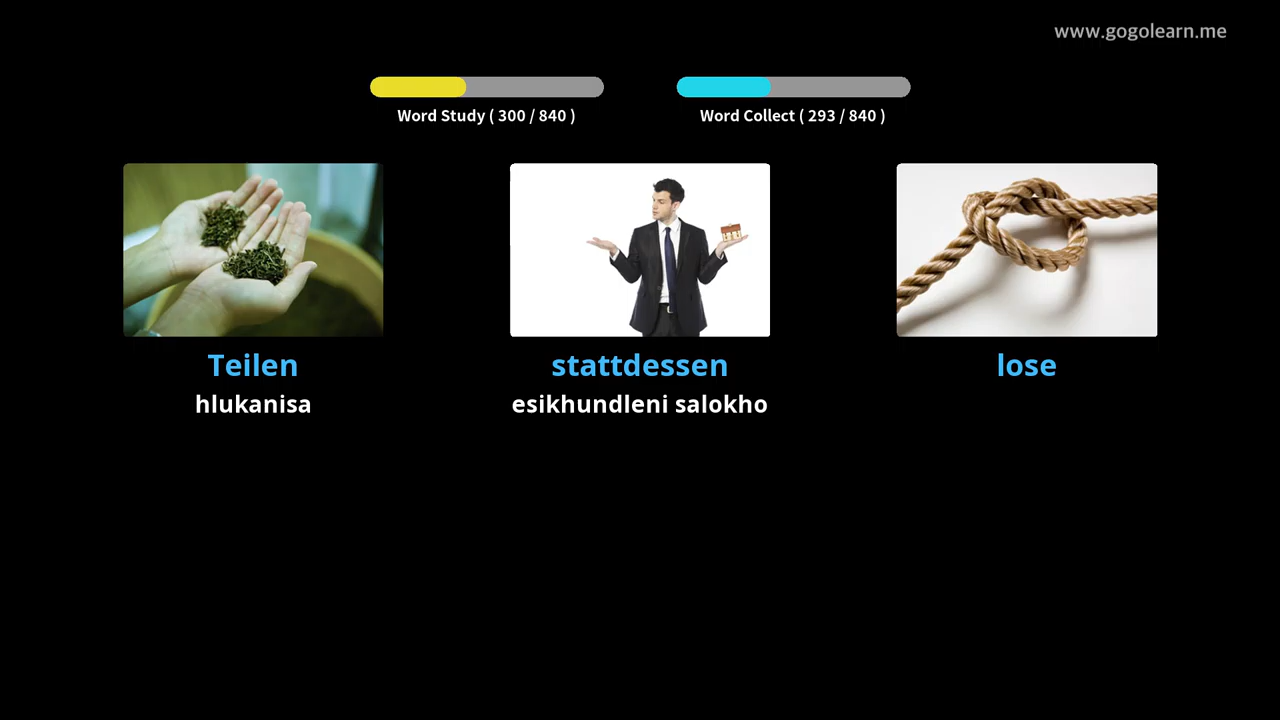 www.gogolearn.me
Word Study ( 300 / 840 )
Word Collect ( 293 / 840 )
Teilen
hlukanisa
stattdessen
esikhundleni salokho
lose